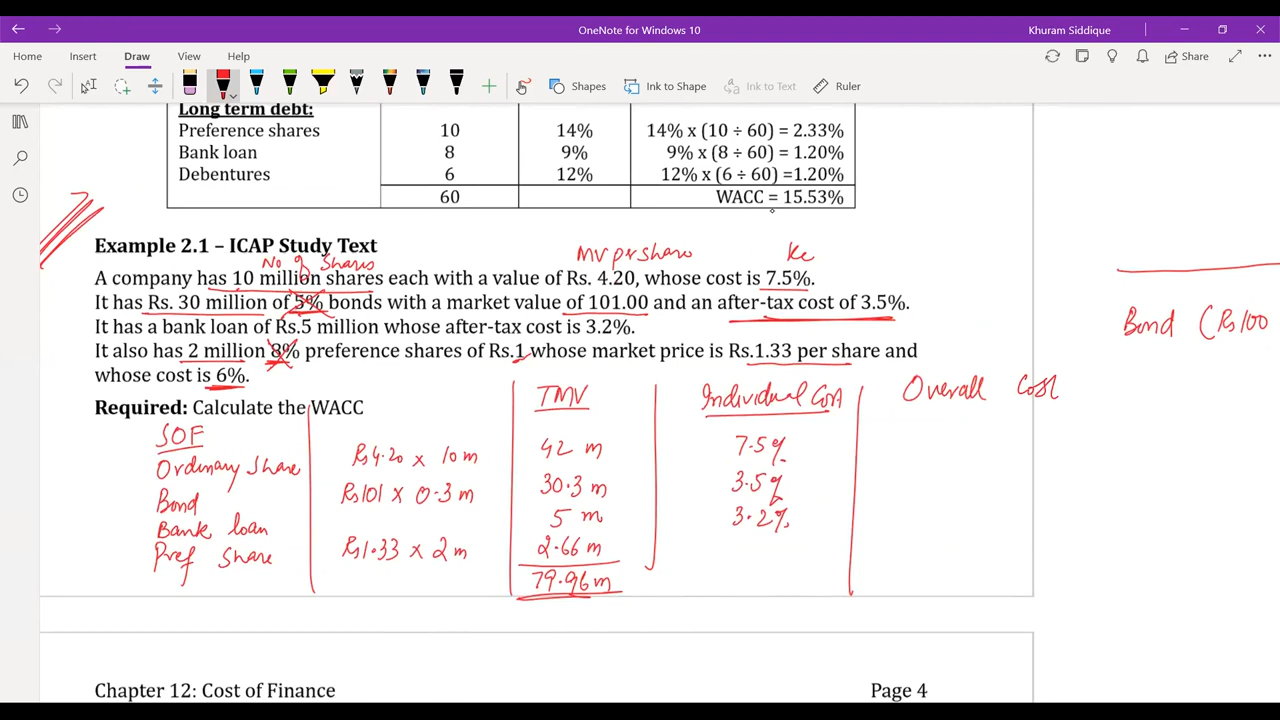 OneNote for Windows 10
Khuram Siddique
Home Insert Draw View Help
Share
Shapes Ink to Shape Ink to Text Ruler
Long term debt:
Preference shares 10 14% 14% x (10 ÷ 60) = 2.33%
Bank loan 8 9% 9% x (8 ÷ 60) = 1.20%
Debentures 6 12% 12% x (6 ÷ 60) =1.20%
60 WACC = 15.53%
Example 2.1 – ICAP Study Text
No of Shares MV per share Ke
A company has 10 million shares each with a value of Rs. 4.20, whose cost is 7.5%.
It has Rs. 30 million of 5% bonds with a market value of 101.00 and an after-tax cost of 3.5%.
It has a bank loan of Rs.5 million whose after-tax cost is 3.2%.
Bond (Rs100
It also has 2 million 8% preference shares of Rs.1 whose market price is Rs.1.33 per share and
whose cost is 6%.
Required: Calculate the WACC
SOF TMV Individual Cost Overall Cost
Ordinary Share Rs4.20 x 10 m 42 m 7.5%
Bond Rs101 x 0.3 m 30.3 m 3.5%
Bank loan 5 m 3.2%
Pref Share Rs1.33 x 2 m 2.66 m
79.96 m
Chapter 12: Cost of Finance Page 4